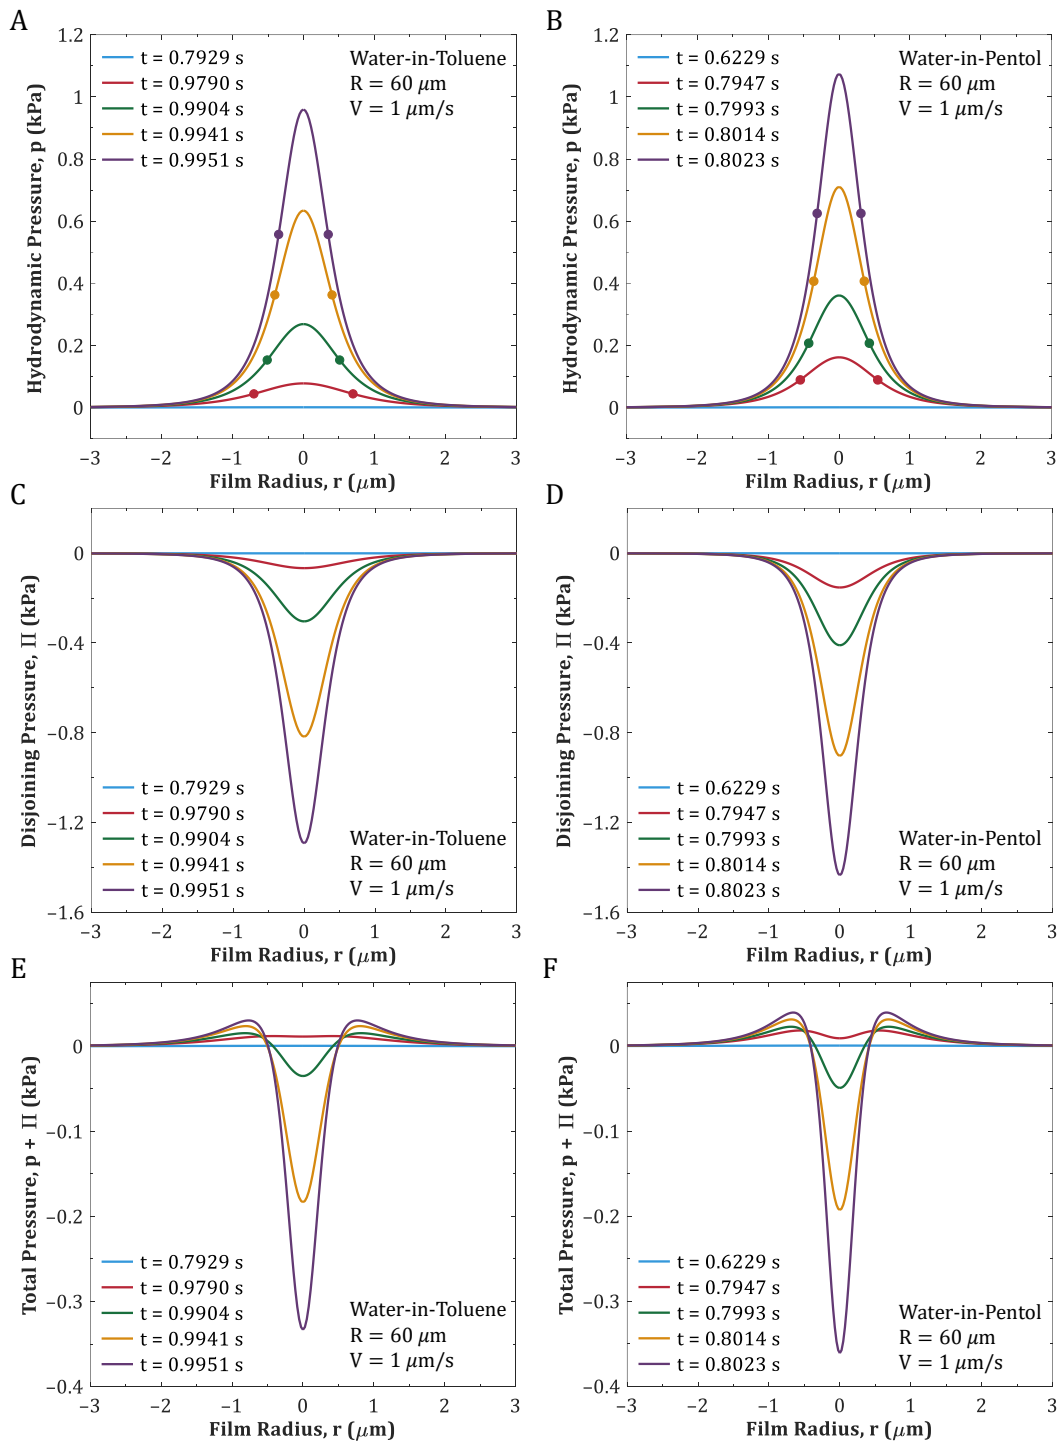 A
Hydrodynamic Pressure, p (kPa)
1.2
1
0.8
0.6
0.4
0.2
0
t = 0.7929 s
t = 0.9790 s
t = 0.9904 s
t = 0.9941 s
t = 0.9951 s
Water-in-Toluene
R = 60 μm
V = 1 μm/s
−3 −2 −1 0 1 2 3
Film Radius, r (μm)
B
Hydrodynamic Pressure, p (kPa)
1.2
1
0.8
0.6
0.4
0.2
0
t = 0.6229 s
t = 0.7947 s
t = 0.7993 s
t = 0.8014 s
t = 0.8023 s
Water-in-Pentol
R = 60 μm
V = 1 μm/s
−3 −2 −1 0 1 2 3
Film Radius, r (μm)
C
Disjoining Pressure, Π (kPa)
0
−0.4
−0.8
−1.2
−1.6
t = 0.7929 s
t = 0.9790 s
t = 0.9904 s
t = 0.9941 s
t = 0.9951 s
Water-in-Toluene
R = 60 μm
V = 1 μm/s
−3 −2 −1 0 1 2 3
Film Radius, r (μm)
D
Disjoining Pressure, Π (kPa)
0
−0.4
−0.8
−1.2
−1.6
t = 0.6229 s
t = 0.7947 s
t = 0.7993 s
t = 0.8014 s
t = 0.8023 s
Water-in-Pentol
R = 60 μm
V = 1 μm/s
−3 −2 −1 0 1 2 3
Film Radius, r (μm)
E
Total Pressure, p + Π (kPa)
0
−0.1
−0.2
−0.3
−0.4
t = 0.7929 s
t = 0.9790 s
t = 0.9904 s
t = 0.9941 s
t = 0.9951 s
Water-in-Toluene
R = 60 μm
V = 1 μm/s
−3 −2 −1 0 1 2 3
Film Radius, r (μm)
F
Total Pressure, p + Π (kPa)
0
−0.1
−0.2
−0.3
−0.4
t = 0.6229 s
t = 0.7947 s
t = 0.7993 s
t = 0.8014 s
t = 0.8023 s
Water-in-Pentol
R = 60 μm
V = 1 μm/s
−3 −2 −1 0 1 2 3
Film Radius, r (μm)